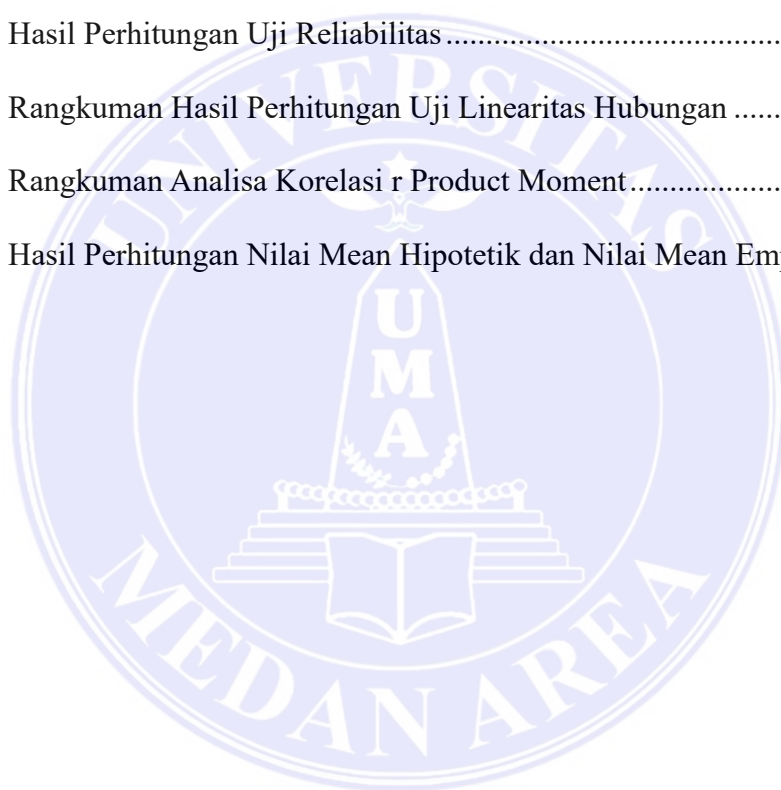 Hasil Perhitungan Uji Reliabilitas ........................................
Rangkuman Hasil Perhitungan Uji Linearitas Hubungan ......
Rangkuman Analisa Korelasi r Product Moment...................
Hasil Perhitungan Nilai Mean Hipotetik dan Nilai Mean
UNIVERSITAS
UMA
MEDAN AREA